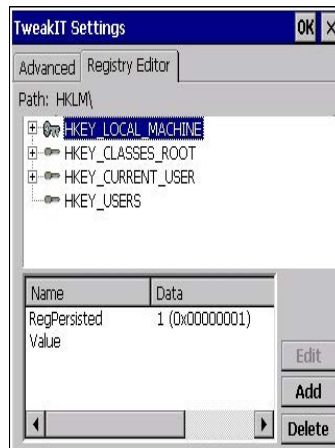 TweakIT Settings OK ×
Advanced Registry Editor
Path: HKLM\
HKEY_LOCAL_MACHINE
HKEY_CLASSES_ROOT
HKEY_CURRENT_USER
HKEY_USERS
Name Data
RegPersisted 1 (0x00000001)
Value
Edit
Add
Delete